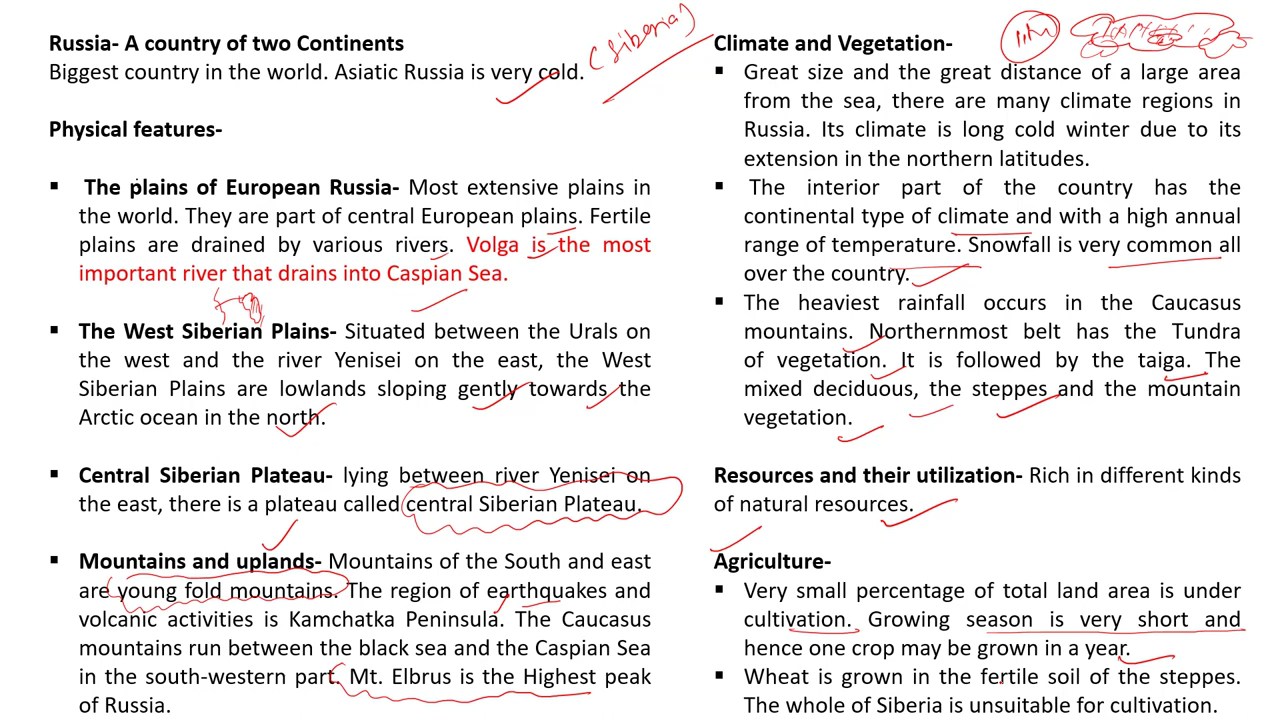 Russia- A country of two Continents
Biggest country in the world. Asiatic Russia is very cold.
(Siberia)
Physical features-
▪ The plains of European Russia- Most extensive plains in
the world. They are part of central European plains. Fertile
plains are drained by various rivers. Volga is the most
important river that drains into Caspian Sea.
▪ The West Siberian Plains- Situated between the Urals on
the west and the river Yenisei on the east, the West
Siberian Plains are lowlands sloping gently towards the
Arctic ocean in the north.
▪ Central Siberian Plateau- lying between river Yenisei on
the east, there is a plateau called central Siberian Plateau.
▪ Mountains and uplands- Mountains of the South and east
are young fold mountains. The region of earthquakes and
volcanic activities is Kamchatka Peninsula. The Caucasus
mountains run between the black sea and the Caspian Sea
in the south-western part. Mt. Elbrus is the Highest peak
of Russia.
Climate and Vegetation-
▪ Great size and the great distance of a large area
from the sea, there are many climate regions in
Russia. Its climate is long cold winter due to its
extension in the northern latitudes.
▪ The interior part of the country has the
continental type of climate and with a high annual
range of temperature. Snowfall is very common all
over the country.
▪ The heaviest rainfall occurs in the Caucasus
mountains. Northernmost belt has the Tundra
of vegetation. It is followed by the taiga. The
mixed deciduous, the steppes and the mountain
vegetation.
Resources and their utilization- Rich in different kinds
of natural resources.
Agriculture-
▪ Very small percentage of total land area is under
cultivation. Growing season is very short and
hence one crop may be grown in a year.
▪ Wheat is grown in the fertile soil of the steppes.
The whole of Siberia is unsuitable for cultivation.